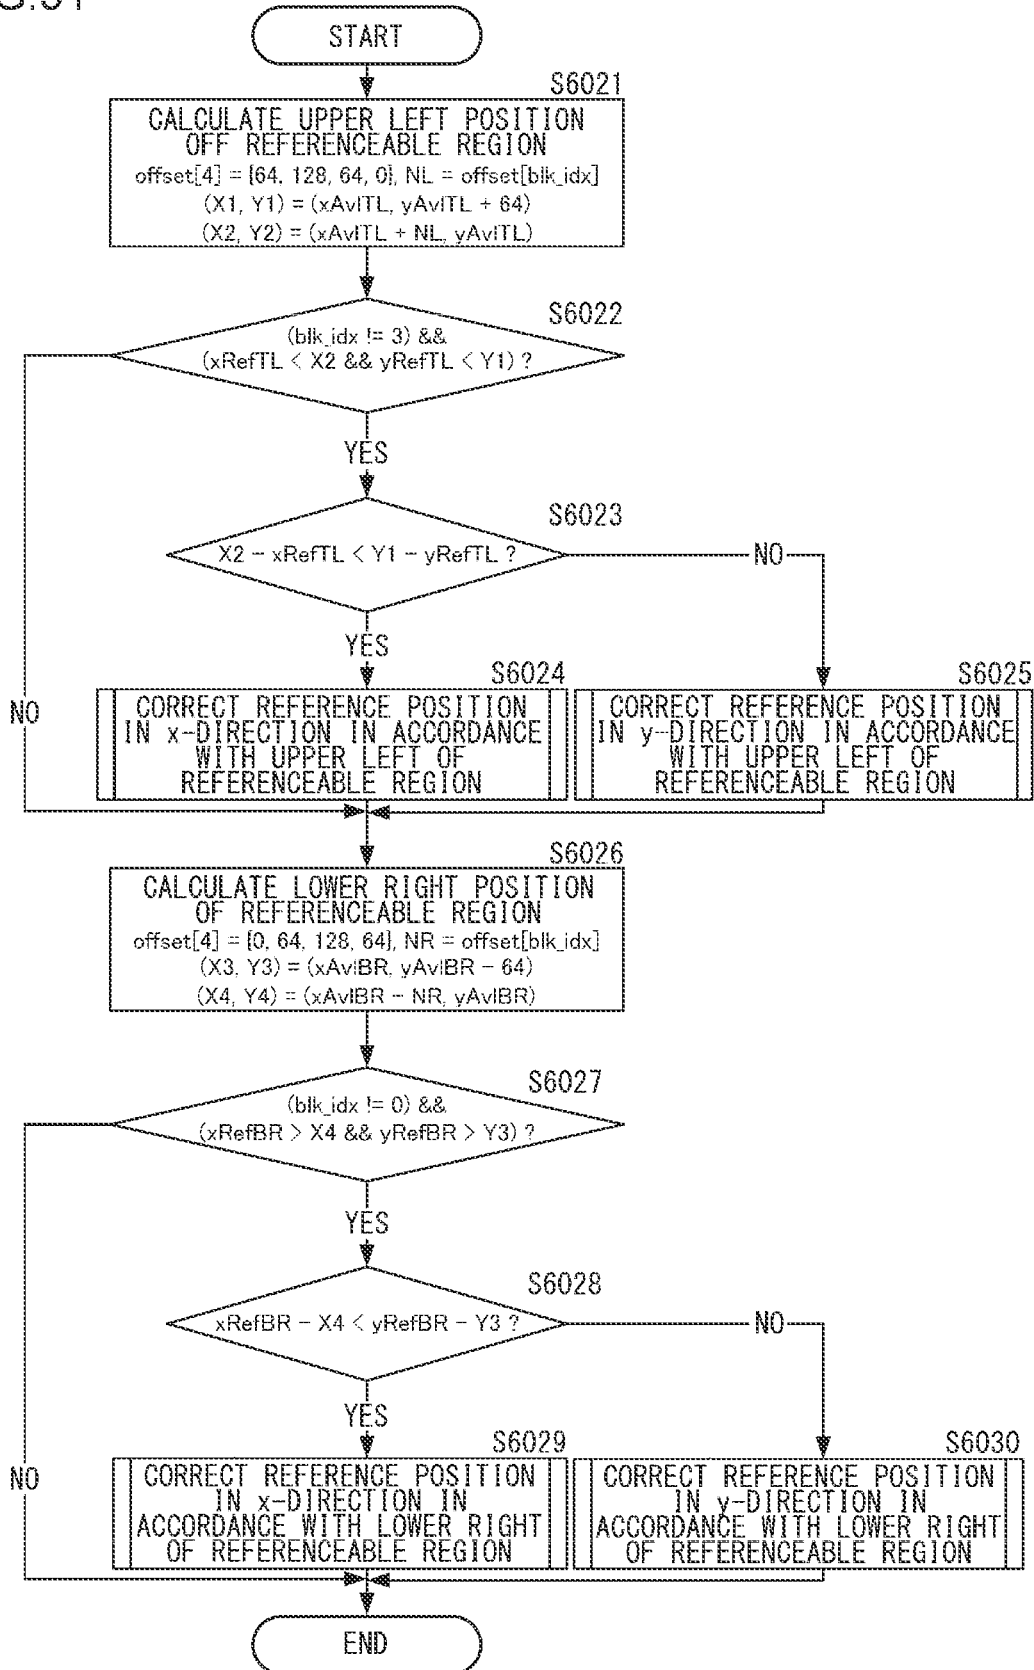 START
S6021
CALCULATE UPPER LEFT POSITION
OFF REFERENCEABLE REGION
offset[4] = {64, 128, 64, 0}, NL = offset[blk_idx]
(X1, Y1) = (xAvlTL, yAvlTL + 64)
(X2, Y2) = (xAvlTL + NL, yAvlTL)
S6022
(blk_idx != 3) &&
(xRefTL < X2 && yRefTL < Y1) ?
YES
S6023
X2 − xRefTL < Y1 − yRefTL ?
NO
YES
NO
S6024
CORRECT REFERENCE POSITION
IN x-DIRECTION IN ACCORDANCE
WITH UPPER LEFT OF
REFERENCEABLE REGION
S6025
CORRECT REFERENCE POSITION
IN y-DIRECTION IN ACCORDANCE
WITH UPPER LEFT OF
REFERENCEABLE REGION
S6026
CALCULATE LOWER RIGHT POSITION
OF REFERENCEABLE REGION
offset[4] = {0, 64, 128, 64}, NR = offset[blk_idx]
(X3, Y3) = (xAvlBR, yAvlBR − 64)
(X4, Y4) = (xAvlBR − NR, yAvlBR)
S6027
(blk_idx != 0) &&
(xRefBR > X4 && yRefBR > Y3) ?
YES
S6028
xRefBR − X4 < yRefBR − Y3 ?
NO
YES
NO
S6029
CORRECT REFERENCE POSITION
IN x-DIRECTION IN
ACCORDANCE WITH LOWER RIGHT
OF REFERENCEABLE REGION
S6030
CORRECT REFERENCE POSITION
IN y-DIRECTION IN
ACCORDANCE WITH LOWER RIGHT
OF REFERENCEABLE REGION
END